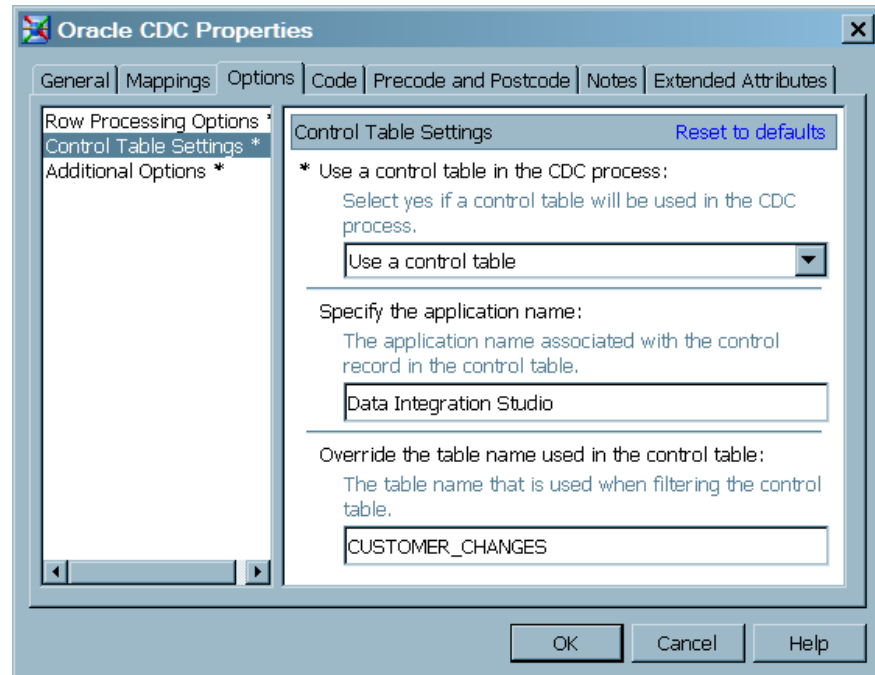 Oracle CDC Properties
General Mappings Options Code Precode and Postcode Notes Extended Attributes
Row Processing Options *
Control Table Settings *
Additional Options *
Control Table Settings Reset to defaults
* Use a control table in the CDC process:
Select yes if a control table will be used in the CDC
process.
Use a control table
Specify the application name:
The application name associated with the control
record in the control table.
Data Integration Studio
Override the table name used in the control table:
The table name that is used when filtering the control
table.
CUSTOMER_CHANGES
OK Cancel Help